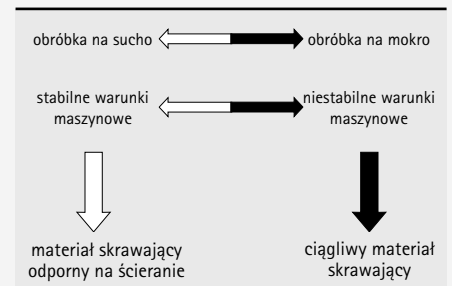 obróbka na sucho
obróbka na mokro
stabilne warunki
maszynowe
niestabilne warunki
maszynowe
materiał skrawający
odporny na ścieranie
ciągliwy materiał
skrawający